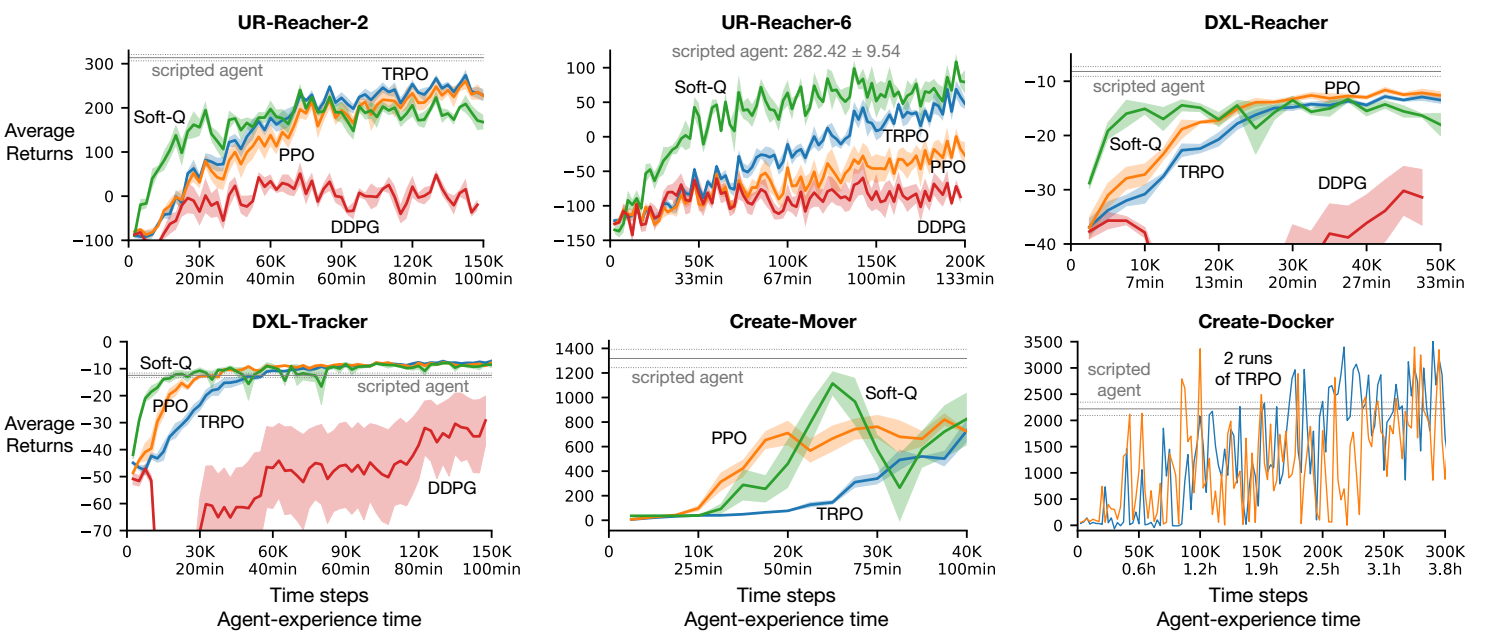 UR-Reacher-2
300
200
100
0
−100
Average
Returns
scripted agent
Soft-Q
TRPO
PPO
DDPG
0 30K 60K 90K 120K 150K
20min 40min 60min 80min 100min
UR-Reacher-6
scripted agent: 282.42 ± 9.54
100
50
0
−50
−100
−150
Soft-Q
TRPO
PPO
DDPG
0 50K 100K 150K 200K
33min 67min 100min 133min
DXL-Reacher
−10
−20
−30
−40
scripted agent
PPO
Soft-Q
TRPO
DDPG
0 10K 20K 30K 40K 50K
7min 13min 20min 27min 33min
DXL-Tracker
0
−10
−20
−30
−40
−50
−60
−70
Average
Returns
Soft-Q
scripted agent
PPO
TRPO
DDPG
0 30K 60K 90K 120K 150K
20min 40min 60min 80min 100min
Time steps
Agent-experience time
Create-Mover
1400
1200
1000
800
600
400
200
0
scripted agent
Soft-Q
PPO
TRPO
0 10K 20K 30K 40K
25min 50min 75min 100min
Time steps
Agent-experience time
Create-Docker
3500
3000
2500
2000
1500
1000
500
0
scripted
agent
2 runs
of TRPO
0 50K 100K 150K 200K 250K 300K
0.6h 1.2h 1.9h 2.5h 3.1h 3.8h
Time steps
Agent-experience time